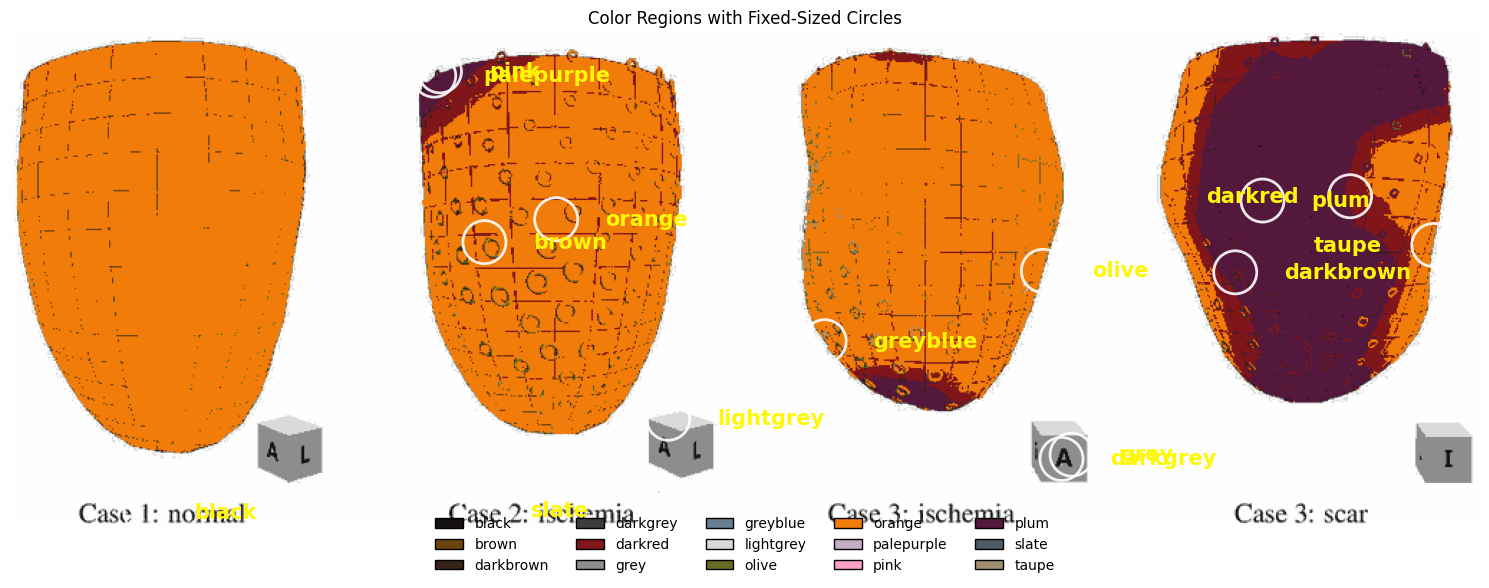 Color Regions with Fixed-Sized Circles
pink
palepurple
orange
brown
darkred
plum
taupe
darkbrown
olive
greyblue
lightgrey
grey
darkgrey
A L
A L
A
I
black
slate
Case 1: normal
Case 2: ischemia
Case 3: ischemia
Case 3: scar
black
brown
darkbrown
darkgrey
darkred
grey
greyblue
lightgrey
olive
orange
palepurple
pink
plum
slate
taupe